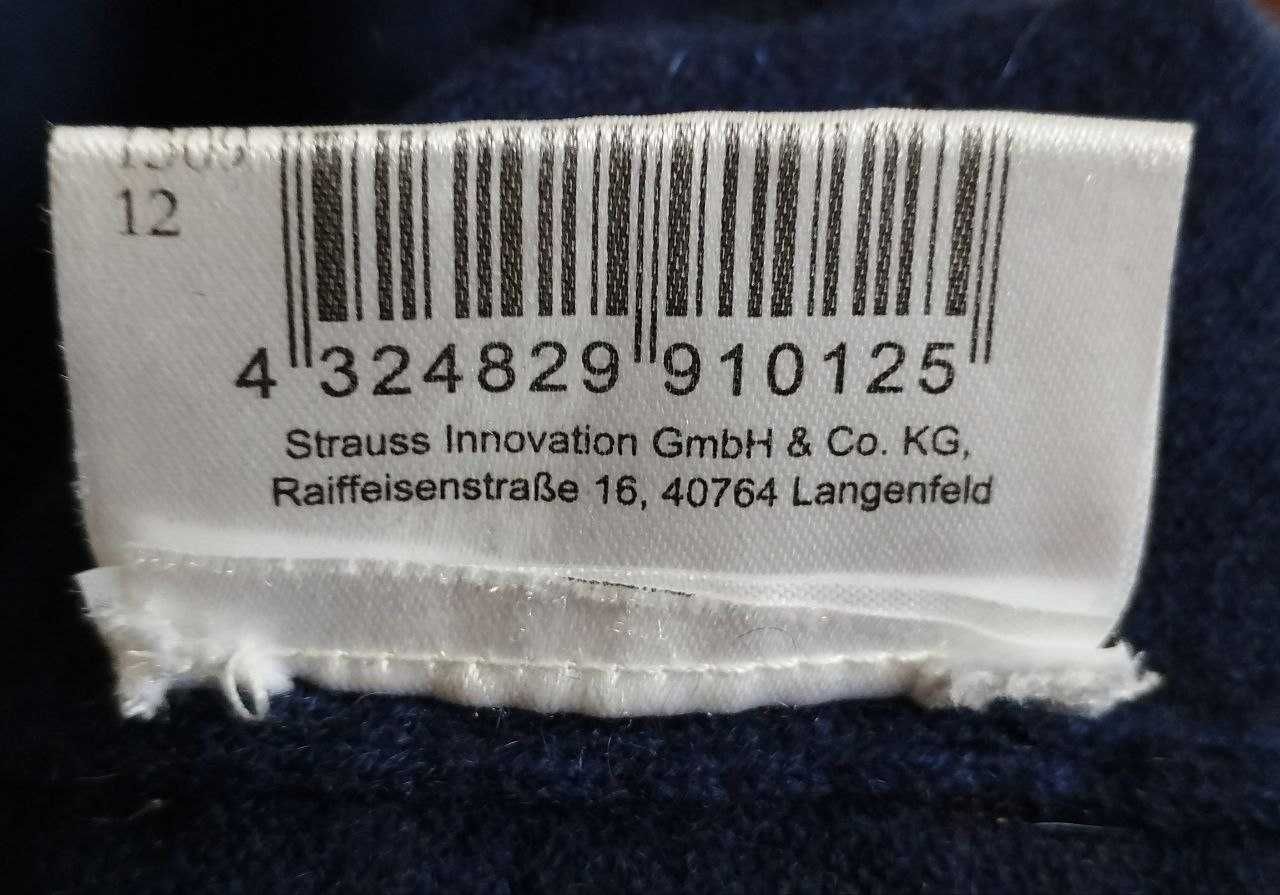 12
4 324829 910125
Strauss Innovation GmbH & Co. KG,
Raiffeisenstraße 16, 40764 Langenfeld